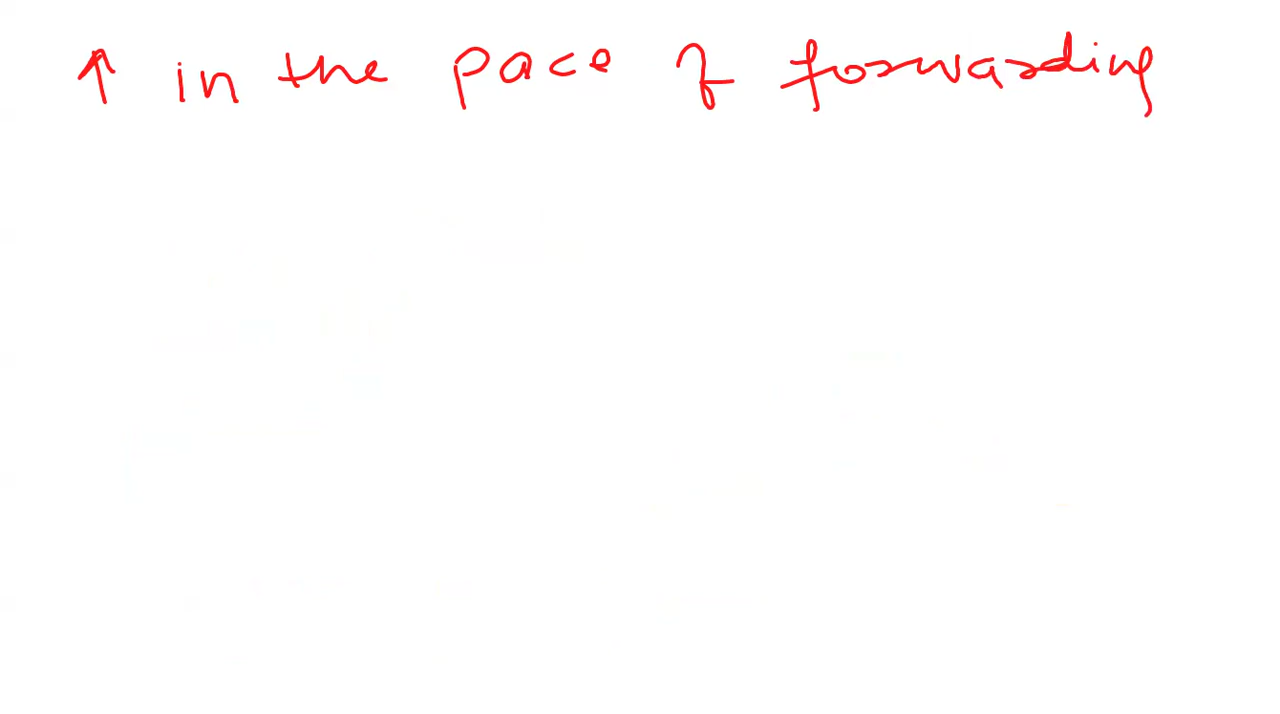 ↑ in the pace of forwarding